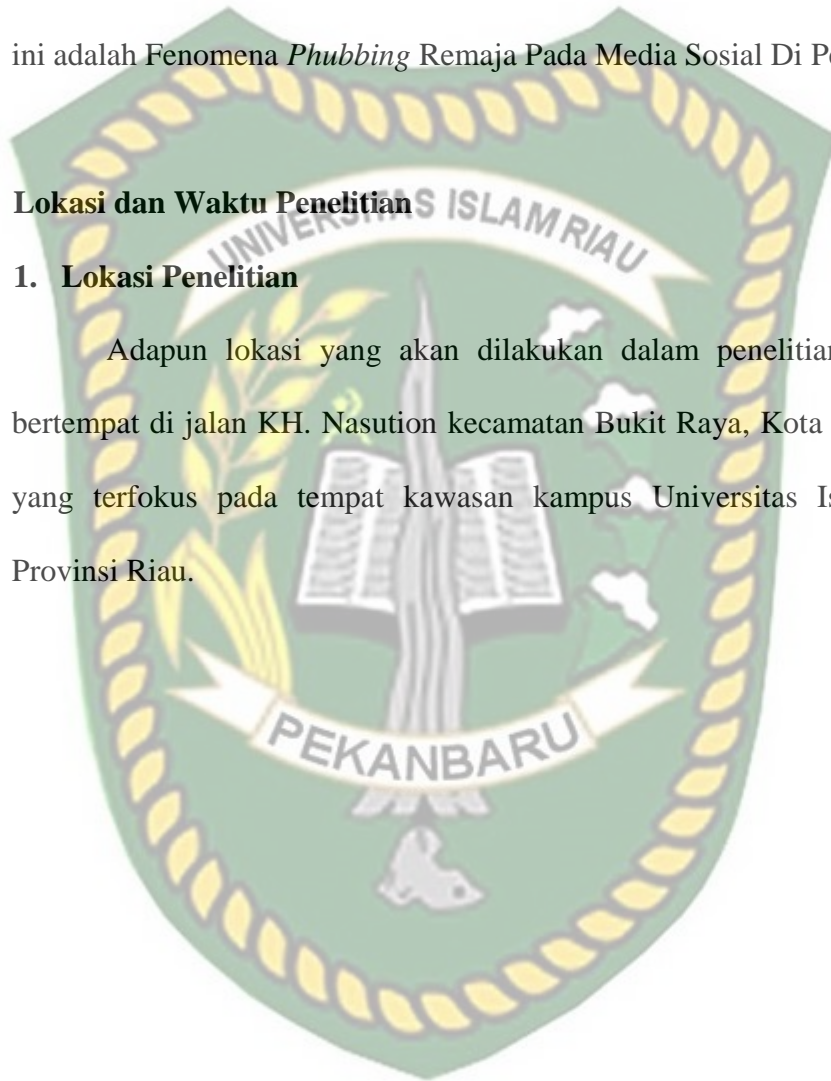 ini adalah Fenomena Phubbing Remaja Pada Media Sosial Di Pe
Lokasi dan Waktu Penelitian
UNIVERSITAS ISLAM RIAU
1. Lokasi Penelitian
Adapun lokasi yang akan dilakukan dalam penelitian
bertempat di jalan KH. Nasution kecamatan Bukit Raya, Kota
yang terfokus pada tempat kawasan kampus Universitas Is
Provinsi Riau.
PEKANBARU